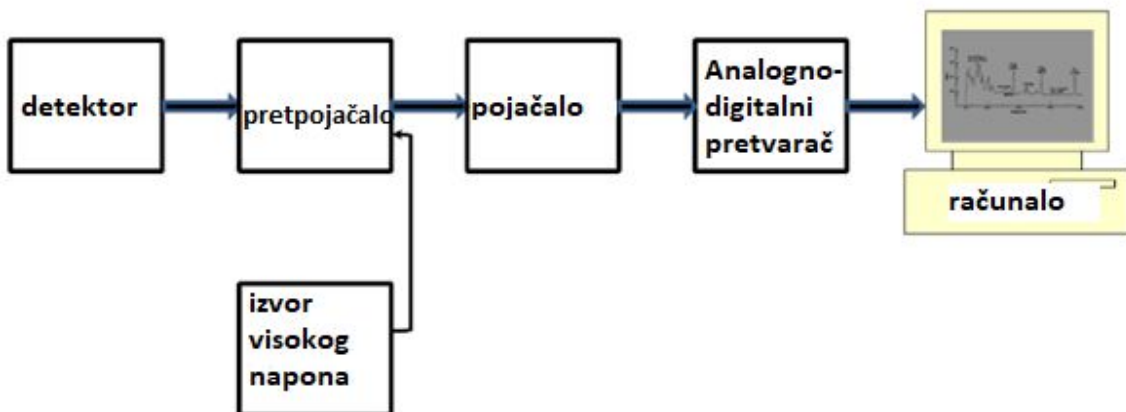 detektor
pretpojačalo
pojačalo
Analogno-
digitalni
pretvarač
računalo
izvor
visokog
napona